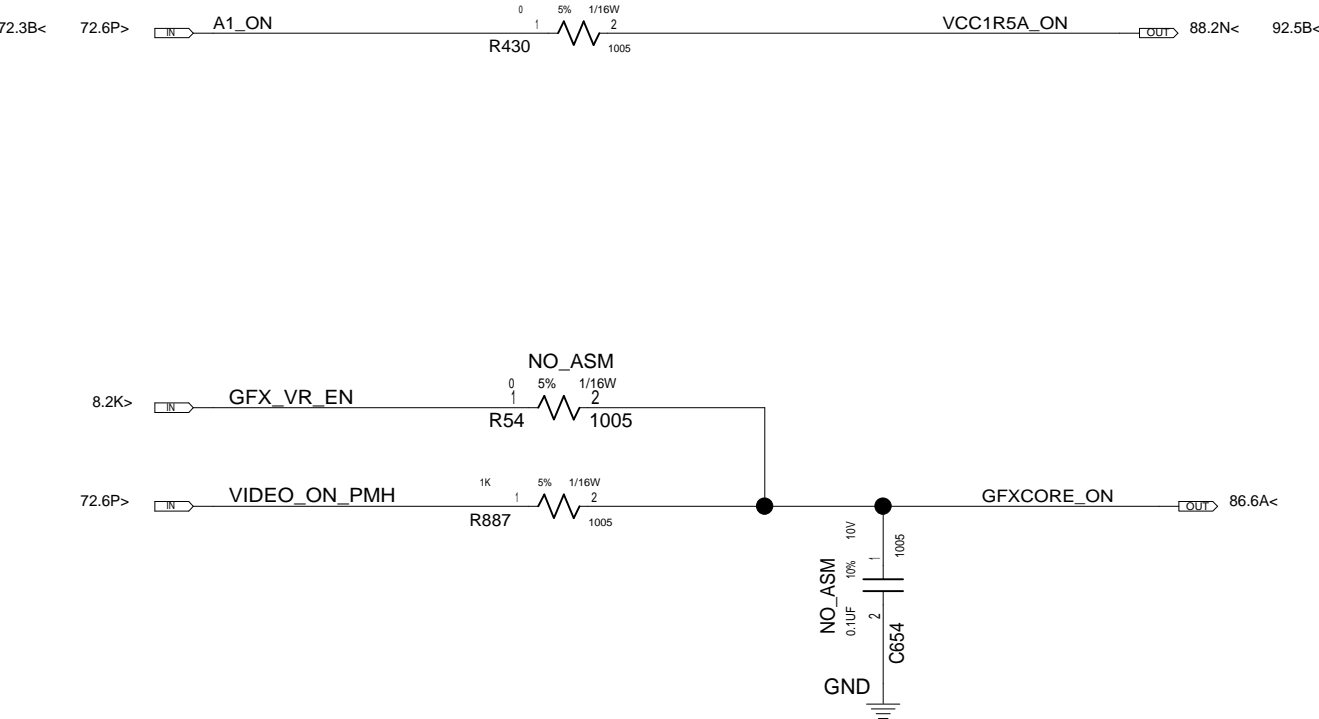 0 5% 1/16W
72.3B< 72.6P> IN A1_ON 1 2 VCC1R5A_ON OUT 88.2N< 92.5B<
R430 1005
NO_ASM
0 5% 1/16W
8.2K> IN GFX_VR_EN 1 2
R54 1005
1K 5% 1/16W
72.6P> IN VIDEO_ON_PMH 1 2 GFXCORE_ON OUT 86.6A<
R887 1005
NO_ASM
0.1UF 10% 10V
2 1
C654 1005
GND